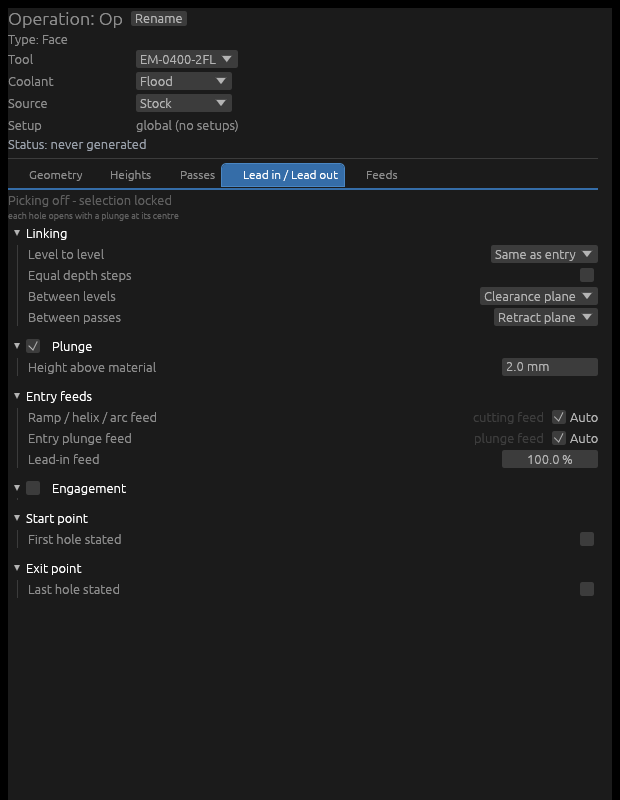 Operation: Op Rename
Type: Face
Tool EM-0400-2FL
Coolant Flood
Source Stock
Setup global (no setups)
Status: never generated
Geometry Heights Passes Lead in / Lead out Feeds
Picking off - selection locked
each hole opens with a plunge at its centre
Linking
Level to level Same as entry
Equal depth steps
Between levels Clearance plane
Between passes Retract plane
Plunge
Height above material 2.0 mm
Entry feeds
Ramp / helix / arc feed cutting feed Auto
Entry plunge feed plunge feed Auto
Lead-in feed 100.0 %
Engagement
Start point
First hole stated
Exit point
Last hole stated